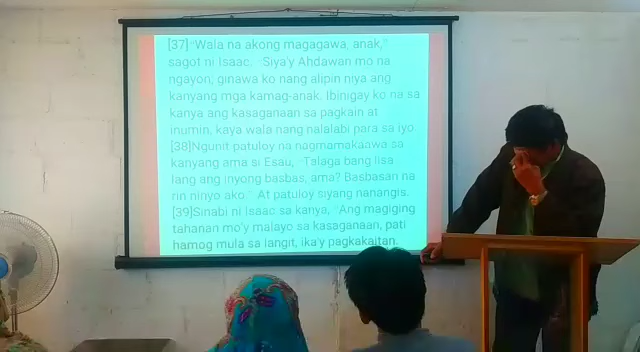 [37]"Wala na akong magagawa, anak,"
sagot ni Isaac. "Siya'y Ahdawan mo na
ngayon; ginawa ko nang alipin niya ang
kanyang mga kamag-anak. Ibinigay ko na sa
kanya ang kasaganaan sa pagkain at
inumin, kaya wala nang nalalabi para sa iyo.
[38]Ngunit patuloy na nagmamakaawa sa
kanyang ama si Esau, "Talaga bang iisa
lang ang inyong basbas, ama? Basbasan na
rin ninyo ako." At patuloy siyang nanangis.
[39]Sinabi ni Isaac sa kanya, "Ang magiging
tahanan mo'y malayo sa kasaganaan, pati
hamog mula sa langit, ika'y pagkakaitan.